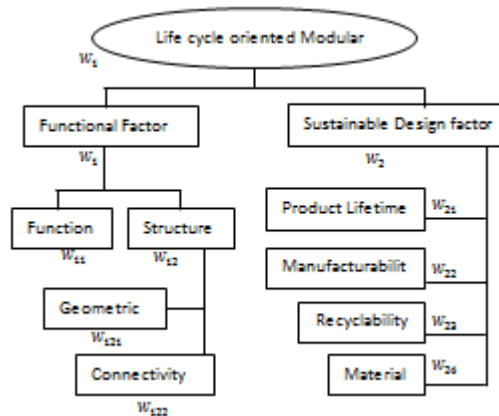 Life cycle oriented Modular
W₁
Functional Factor
Sustainable Design factor
W₁
W₂
Function
Structure
Product Lifetime
W₂₁
W₁₁
W₁₂
Manufacturabilit
W₂₂
Geometric
Recyclability
W₂₃
W₁₂₁
Connectivity
Material
W₂₆
W₁₂₂